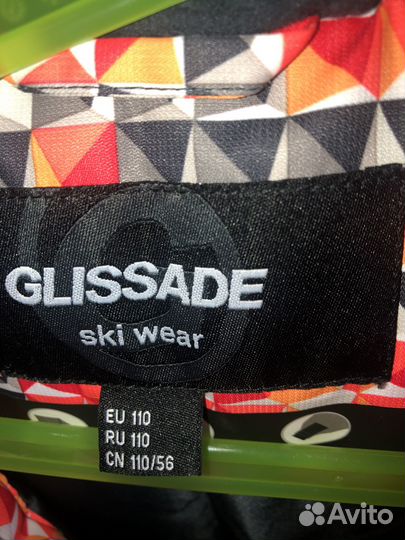 GLISSADE
ski wear
EU 110
RU 110
CN 110/56
Avito